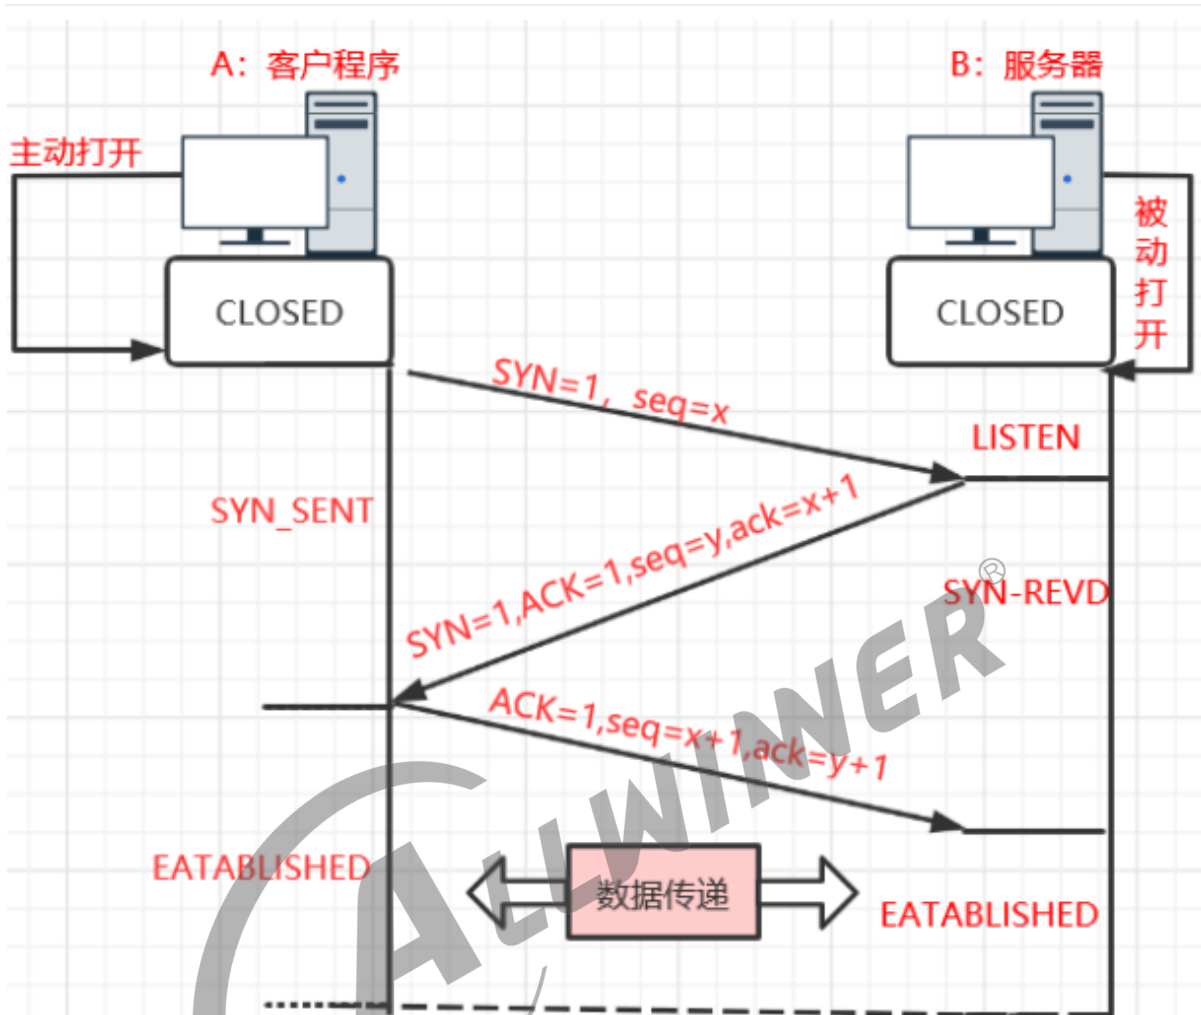 A：客户程序
B：服务器
主动打开
被动打开
CLOSED
CLOSED
SYN=1，seq=x
LISTEN
SYN_SENT
SYN=1,ACK=1,seq=y,ack=x+1
SYN-REVD
ACK=1,seq=x+1,ack=y+1
EATABLISHED
数据传递
EATABLISHED
ALLWINNER®